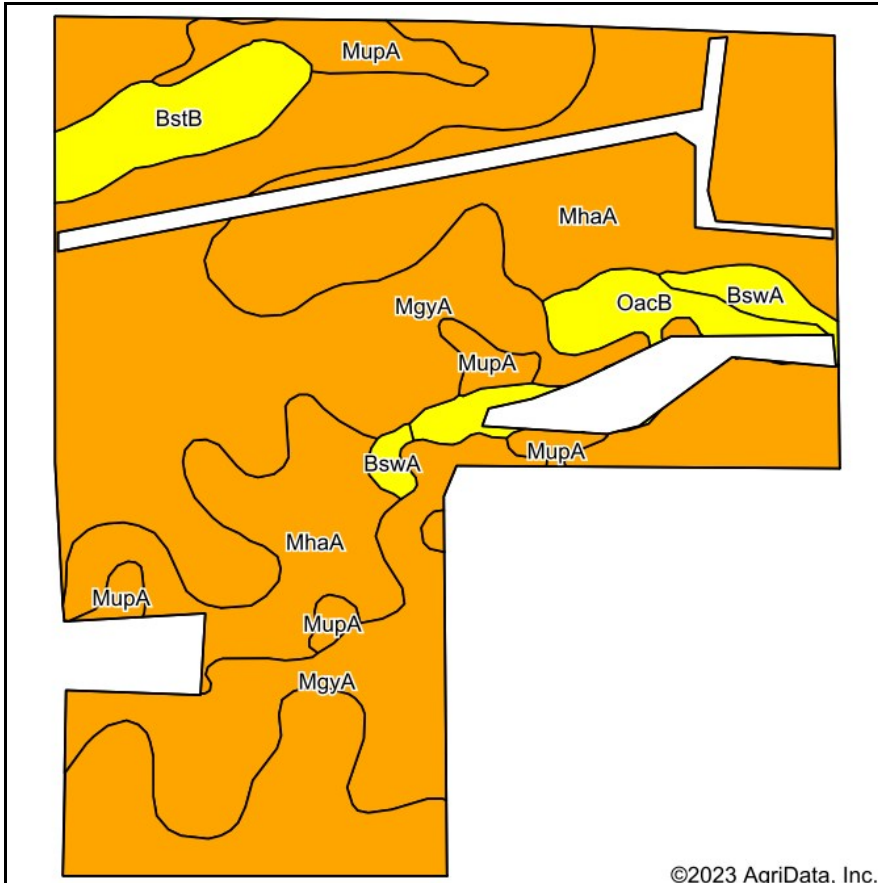 MupA
BstB
MhaA
OacB
BswA
MgyA
MupA
MupA
BswA
MhaA
MupA
MupA
MgyA
©2023 AgriData, Inc.